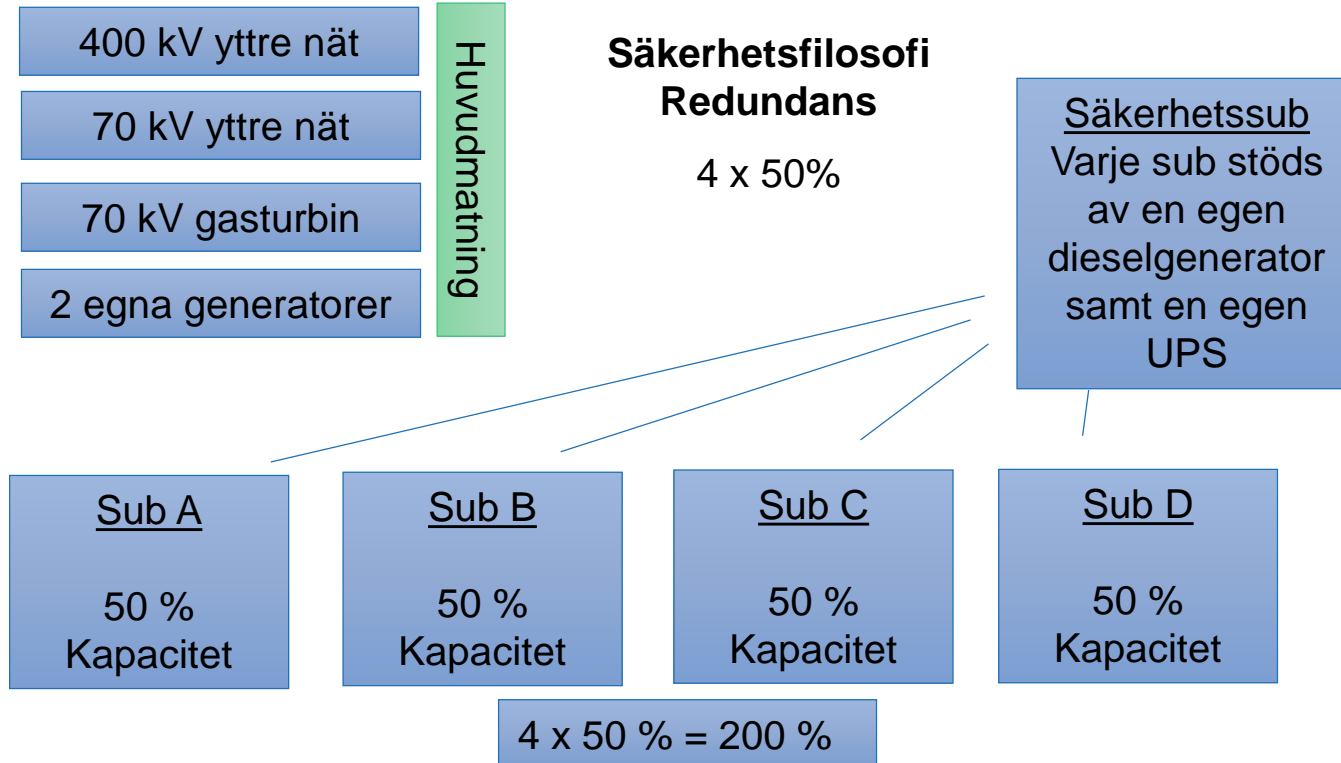 400 kV yttre nät
70 kV yttre nät
70 kV gasturbin
2 egna generatorer
Huvudmatning
Säkerhetsfilosofi
Redundans
4 x 50%
Säkerhetssub
Varje sub stöds
av en egen
dieselgenerator
samt en egen
UPS
Sub A
50 %
Kapacitet
Sub B
50 %
Kapacitet
Sub C
50 %
Kapacitet
Sub D
50 %
Kapacitet
4 x 50 % = 200 %